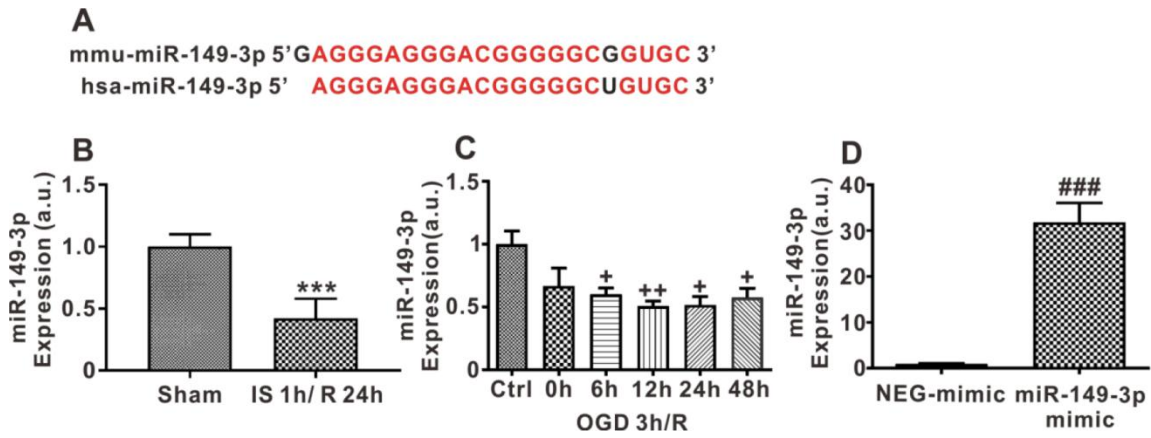 A
mmu-miR-149-3p 5’GAGGGAGGGACGGGGGCGGUGC 3’
hsa-miR-149-3p 5’ AGGGAGGGACGGGGGCUGUGC 3’
B
miR-149-3p
Expression (a.u.)
1.5
1.0
0.5
0
***
Sham
IS 1h/ R 24h
C
miR-149-3p
Expression(a.u.)
1.5
1
0.5
0
+
++
+
+
Ctrl 0h 6h 12h 24h 48h
OGD 3h/R
D
miR-149-3p
Expression(a.u.)
40
30
20
10
0
###
NEG-mimic
miR-149-3p
mimic